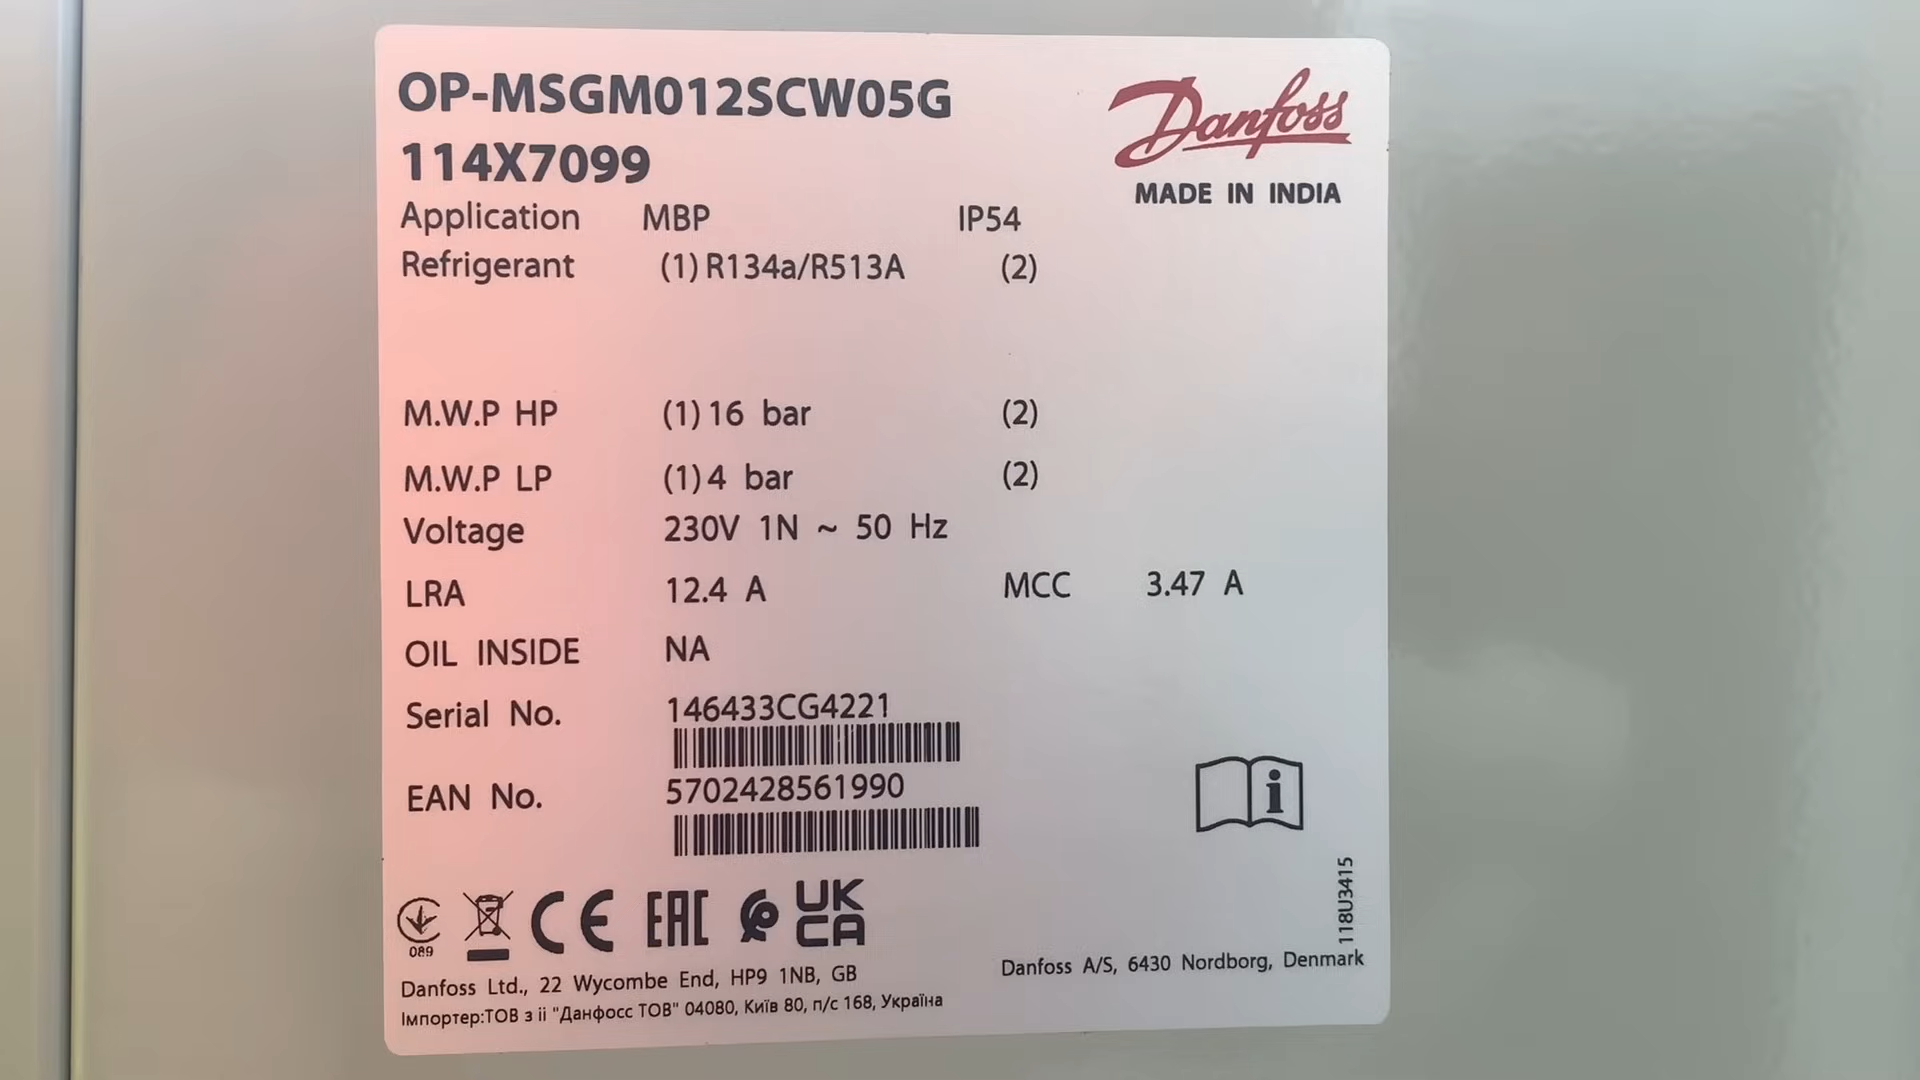 OP-MSGM012SCW05G
114X7099
Danfoss
MADE IN INDIA
Application MBP IP54
Refrigerant (1) R134a/R513A (2)
M.W.P HP (1) 16 bar (2)
M.W.P LP (1) 4 bar (2)
Voltage 230V 1N ~ 50 Hz
LRA 12.4 A MCC 3.47 A
OIL INSIDE NA
Serial No. 146433CG4221
EAN No. 5702428561990
i
089
CE EAC UK CA
118U3415
Danfoss Ltd., 22 Wycombe End, HP9 1NB, GB
Danfoss A/S, 6430 Nordborg, Denmark
Імпортер:ТОВ з іі "Данфосс ТОВ" 04080, Київ 80, п/с 168, Україна